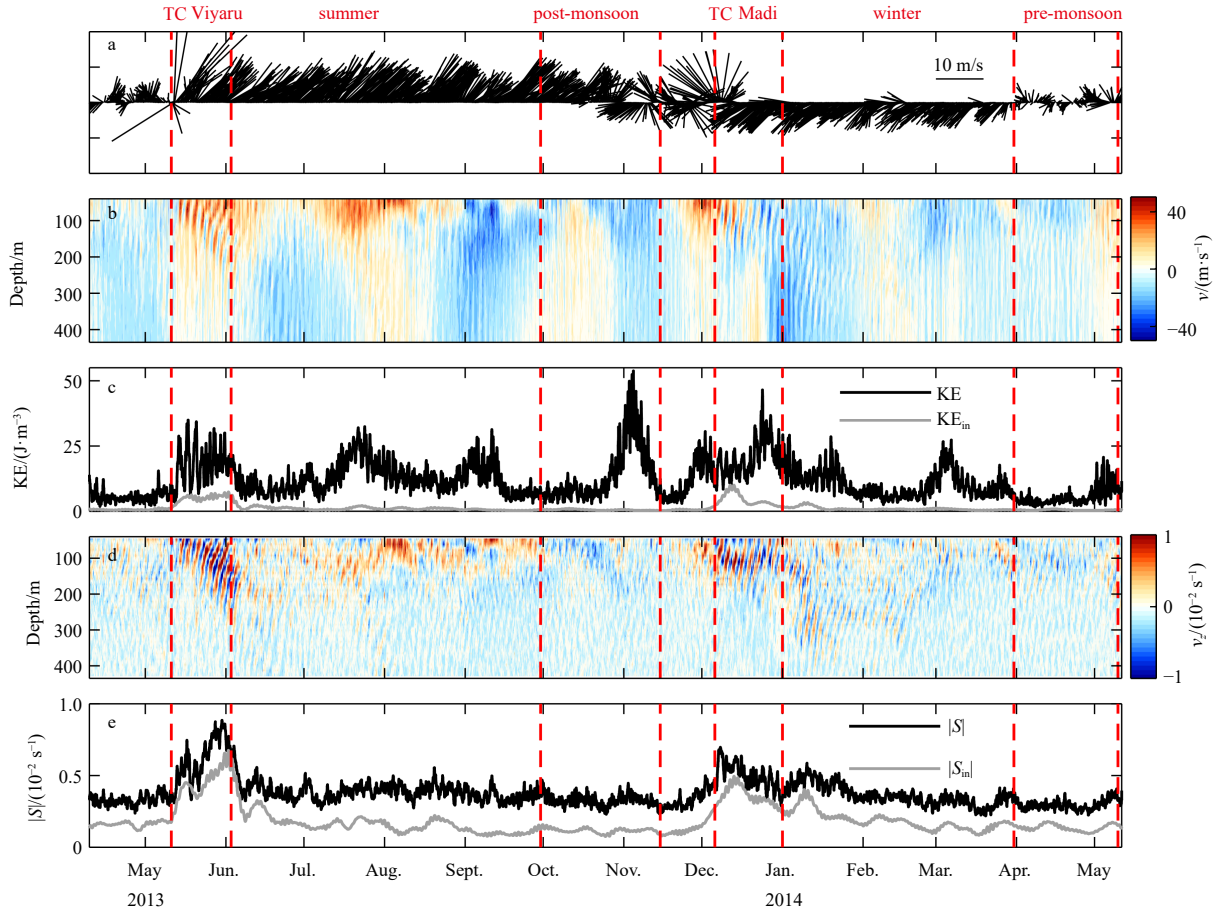 TC Viyaru summer post-monsoon TC Madi winter pre-monsoon
a
10 m/s
b
100
200
300
400
Depth/m
40
0
−40
v/(m·s⁻¹)
c
KE
KEᵢₙ
50
25
0
KE/(J·m⁻³)
d
100
200
300
400
Depth/m
1
0
−1
v_z/(10⁻² s⁻¹)
e
|S|
|Sᵢₙ|
1.0
0.5
0
|S|/(10⁻² s⁻¹)
May Jun. Jul. Aug. Sept. Oct. Nov. Dec. Jan. Feb. Mar. Apr. May
2013 2014